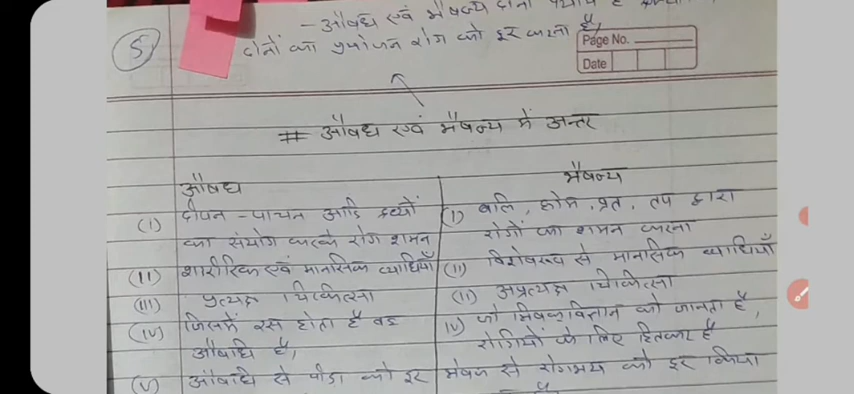 - औषध एवं भैषज्य दोनों पर्याय है
दोनों का प्रयोजन रोग को दूर करना है,
5
Page No.
Date
# औषध एवं भैषज्य में अन्तर
औषध
भैषज्य
(I) दीपन - पाचन आदि द्रव्यों
का संयोग करके रोग शमन
(I) बलि, होम, व्रत, तप द्वारा
रोगों का शमन करना
(II) शारीरिक एवं मानसिक व्याधियाँ
(II) विशेषरूप से मानसिक व्याधियाँ
(III) प्रत्यक्ष चिकित्सा
(III) अप्रत्यक्ष चिकित्सा
(IV) जिसमें रस होता है वह
औषधि है,
IV) जो भिषक् विज्ञान को जानता है,
रोगियों के लिए हितकर है
(V) औषधि से पीडा को दूर
भेषज से रोगभय को दूर किया